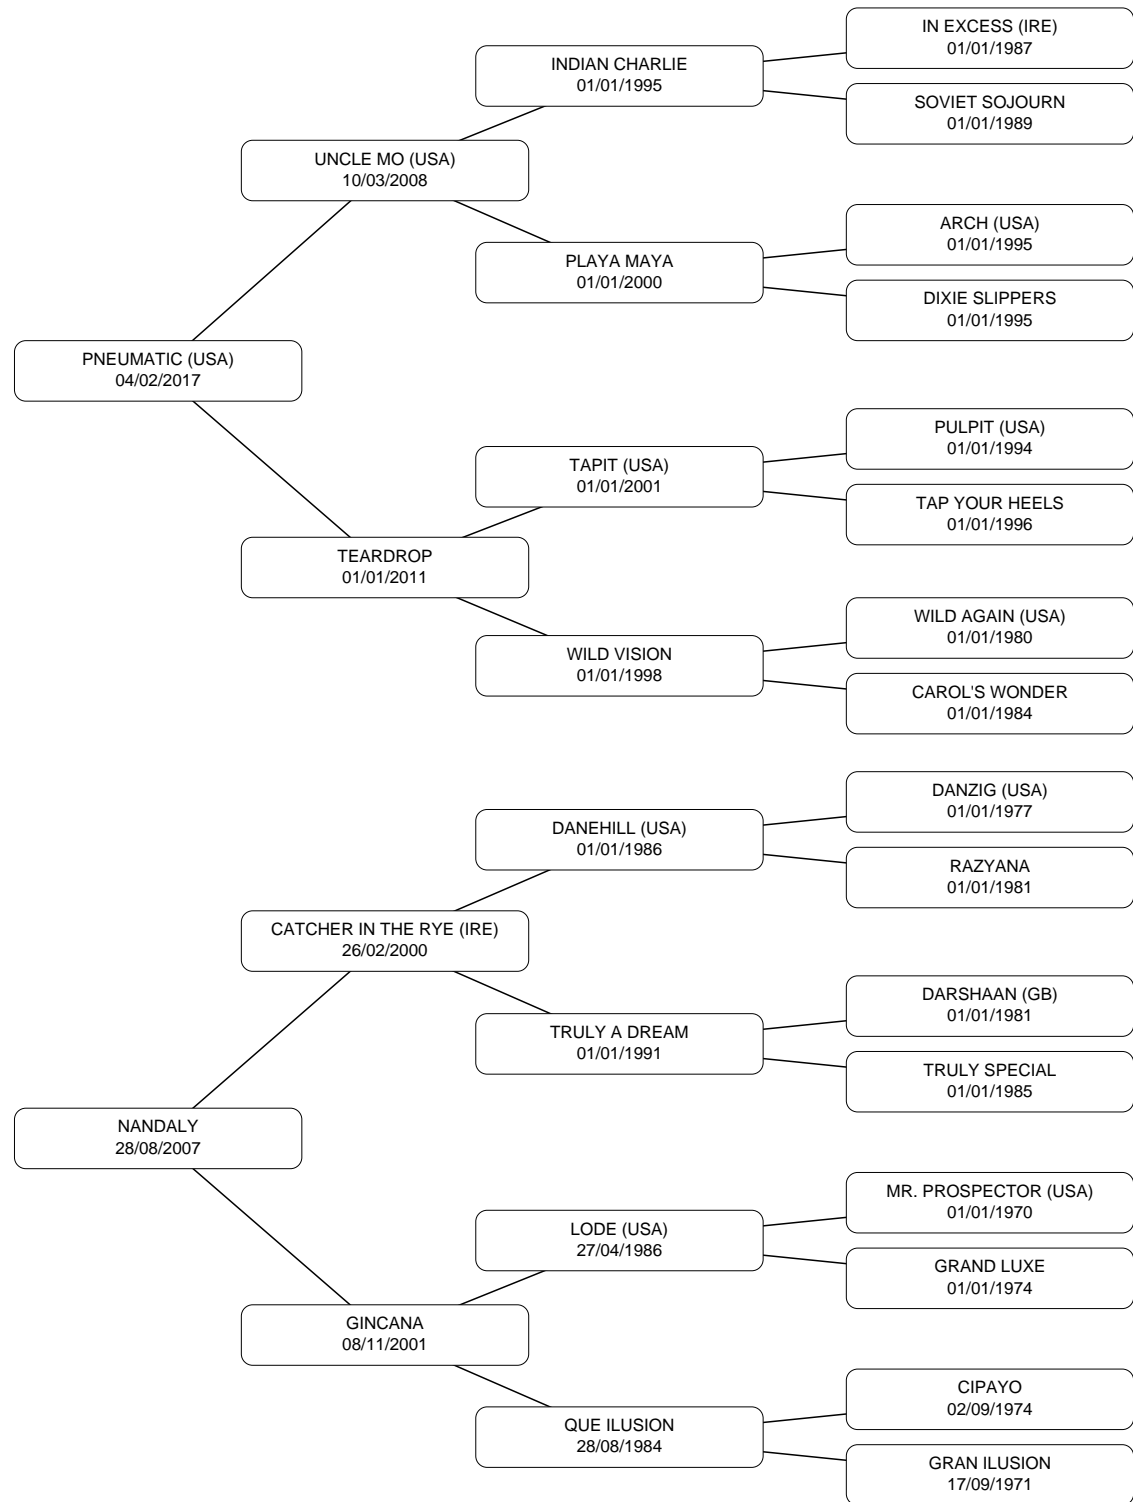 IN EXCESS (IRE)
01/01/1987
INDIAN CHARLIE
01/01/1995
SOVIET SOJOURN
01/01/1989
UNCLE MO (USA)
10/03/2008
ARCH (USA)
01/01/1995
PLAYA MAYA
01/01/2000
DIXIE SLIPPERS
01/01/1995
PNEUMATIC (USA)
04/02/2017
PULPIT (USA)
01/01/1994
TAPIT (USA)
01/01/2001
TAP YOUR HEELS
01/01/1996
TEARDROP
01/01/2011
WILD AGAIN (USA)
01/01/1980
WILD VISION
01/01/1998
CAROL'S WONDER
01/01/1984
DANZIG (USA)
01/01/1977
DANEHILL (USA)
01/01/1986
RAZYANA
01/01/1981
CATCHER IN THE RYE (IRE)
26/02/2000
DARSHAAN (GB)
01/01/1981
TRULY A DREAM
01/01/1991
TRULY SPECIAL
01/01/1985
NANDALY
28/08/2007
MR. PROSPECTOR (USA)
01/01/1970
LODE (USA)
27/04/1986
GRAND LUXE
01/01/1974
GINCANA
08/11/2001
CIPAYO
02/09/1974
QUE ILUSION
28/08/1984
GRAN ILUSION
17/09/1971